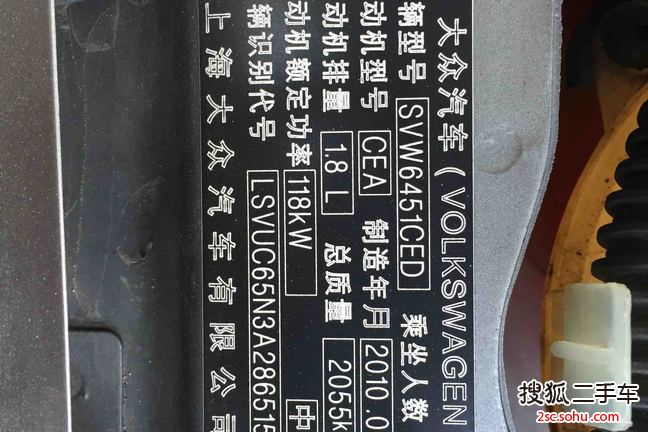 大众汽车(VOLKSWAGEN
辆型号 SVW6451CED 乘坐人数
动机型号 CEA 制造年月 2010.0
动机排量 1.8 L 总质量 2055k
动机额定功率 118kW
辆识别代号 LSVUC65N3A286515 中
上海大众汽车有限公司
搜狐二手车
2sc.sohu.com